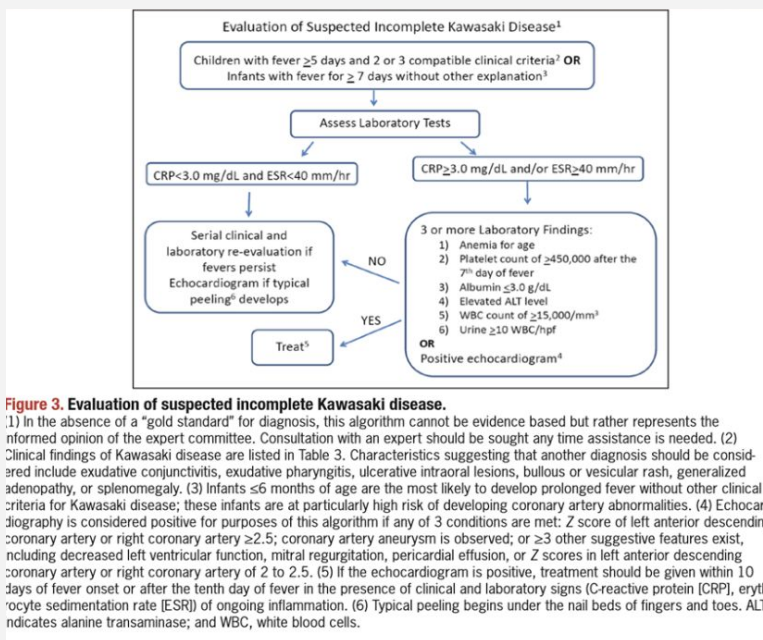 Evaluation of Suspected Incomplete Kawasaki Disease¹
Children with fever ≥5 days and 2 or 3 compatible clinical criteria² OR
Infants with fever for ≥ 7 days without other explanation³
Assess Laboratory Tests
CRP<3.0 mg/dL and ESR<40 mm/hr
CRP≥3.0 mg/dL and/or ESR≥40 mm/hr
Serial clinical and
laboratory re-evaluation if
fevers persist
Echocardiogram if typical
peeling⁶ develops
NO
YES
Treat⁵
3 or more Laboratory Findings:
1) Anemia for age
2) Platelet count of ≥450,000 after the
7ᵗʰ day of fever
3) Albumin ≤3.0 g/dL
4) Elevated ALT level
5) WBC count of ≥15,000/mm³
6) Urine ≥10 WBC/hpf
OR
Positive echocardiogram⁴
Figure 3. Evaluation of suspected incomplete Kawasaki disease.
(1) In the absence of a “gold standard” for diagnosis, this algorithm cannot be evidence based but rather represents the
informed opinion of the expert committee. Consultation with an expert should be sought any time assistance is needed. (2)
Clinical findings of Kawasaki disease are listed in Table 3. Characteristics suggesting that another diagnosis should be consid-
ered include exudative conjunctivitis, exudative pharyngitis, ulcerative intraoral lesions, bullous or vesicular rash, generalized
adenopathy, or splenomegaly. (3) Infants ≤6 months of age are the most likely to develop prolonged fever without other clinical
criteria for Kawasaki disease; these infants are at particularly high risk of developing coronary artery abnormalities. (4) Echocar
diography is considered positive for purposes of this algorithm if any of 3 conditions are met: Z score of left anterior descendin
coronary artery or right coronary artery ≥2.5; coronary artery aneurysm is observed; or ≥3 other suggestive features exist,
including decreased left ventricular function, mitral regurgitation, pericardial effusion, or Z scores in left anterior descending
coronary artery or right coronary artery of 2 to 2.5. (5) If the echocardiogram is positive, treatment should be given within 10
days of fever onset or after the tenth day of fever in the presence of clinical and laboratory signs (C-reactive protein [CRP], eryt
rocyte sedimentation rate [ESR]) of ongoing inflammation. (6) Typical peeling begins under the nail beds of fingers and toes. AL
indicates alanine transaminase; and WBC, white blood cells.